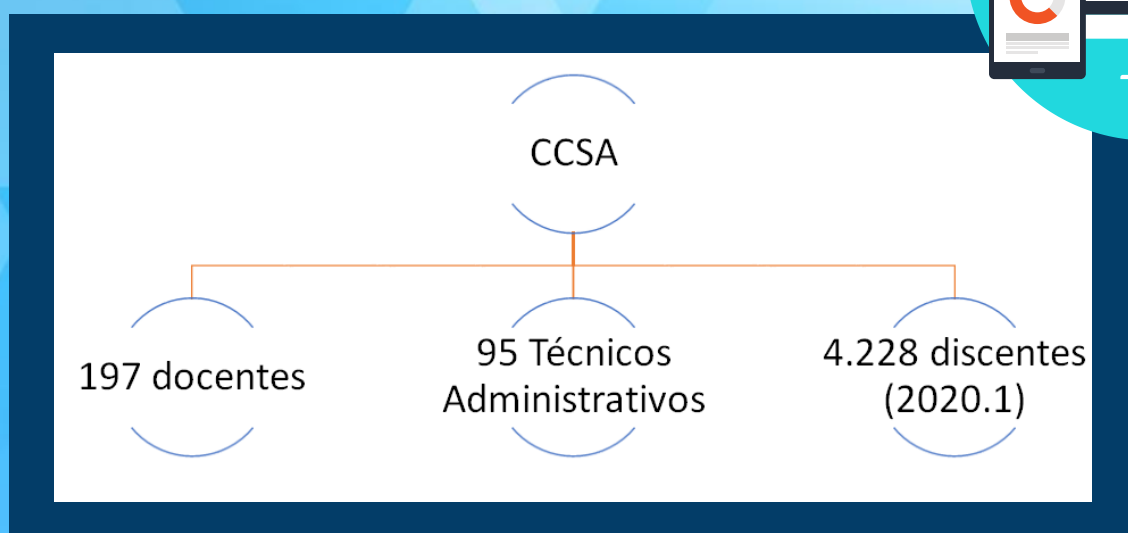 CCSA
197 docentes
95 Técnicos
Administrativos
4.228 discentes
(2020.1)